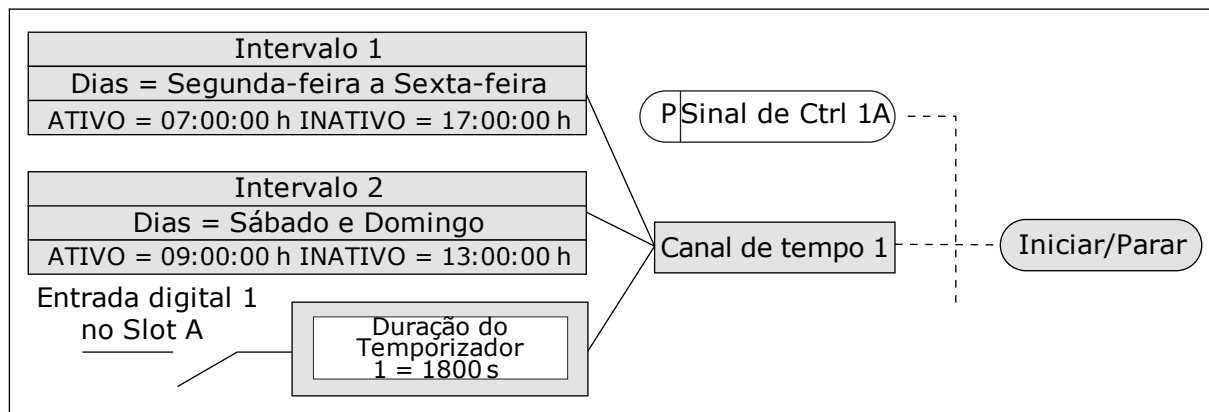 Intervalo 1
Dias = Segunda-feira a Sexta-feira
ATIVO = 07:00:00 h INATIVO = 17:00:00 h
P Sinal de Ctrl 1A
Intervalo 2
Dias = Sábado e Domingo
ATIVO = 09:00:00 h INATIVO = 13:00:00 h
Canal de tempo 1
Iniciar/Parar
Entrada digital 1
no Slot A
Duração do
Temporizador
1 = 1800 s